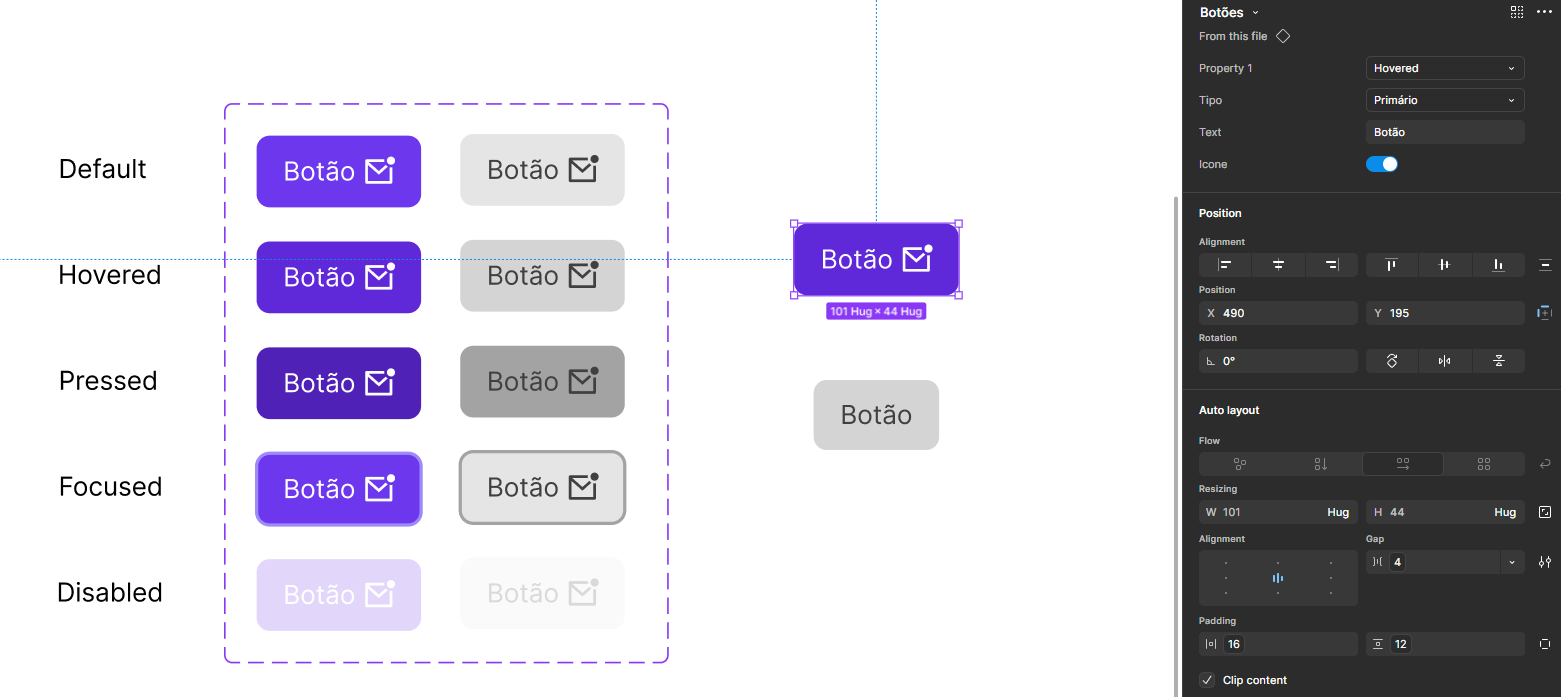 Default
Botão
Botão
Hovered
Botão
Botão
Pressed
Botão
Botão
Focused
Botão
Botão
Disabled
Botão
Botão
Botão
101 Hug × 44 Hug
Botão
Botões
From this file
Property 1
Hovered
Tipo
Primário
Text
Botão
Icone
Position
Alignment
Position
X 490
Y 195
Rotation
0°
Auto layout
Flow
Resizing
W 101 Hug
H 44 Hug
Alignment
Gap
4
Padding
16
12
Clip content